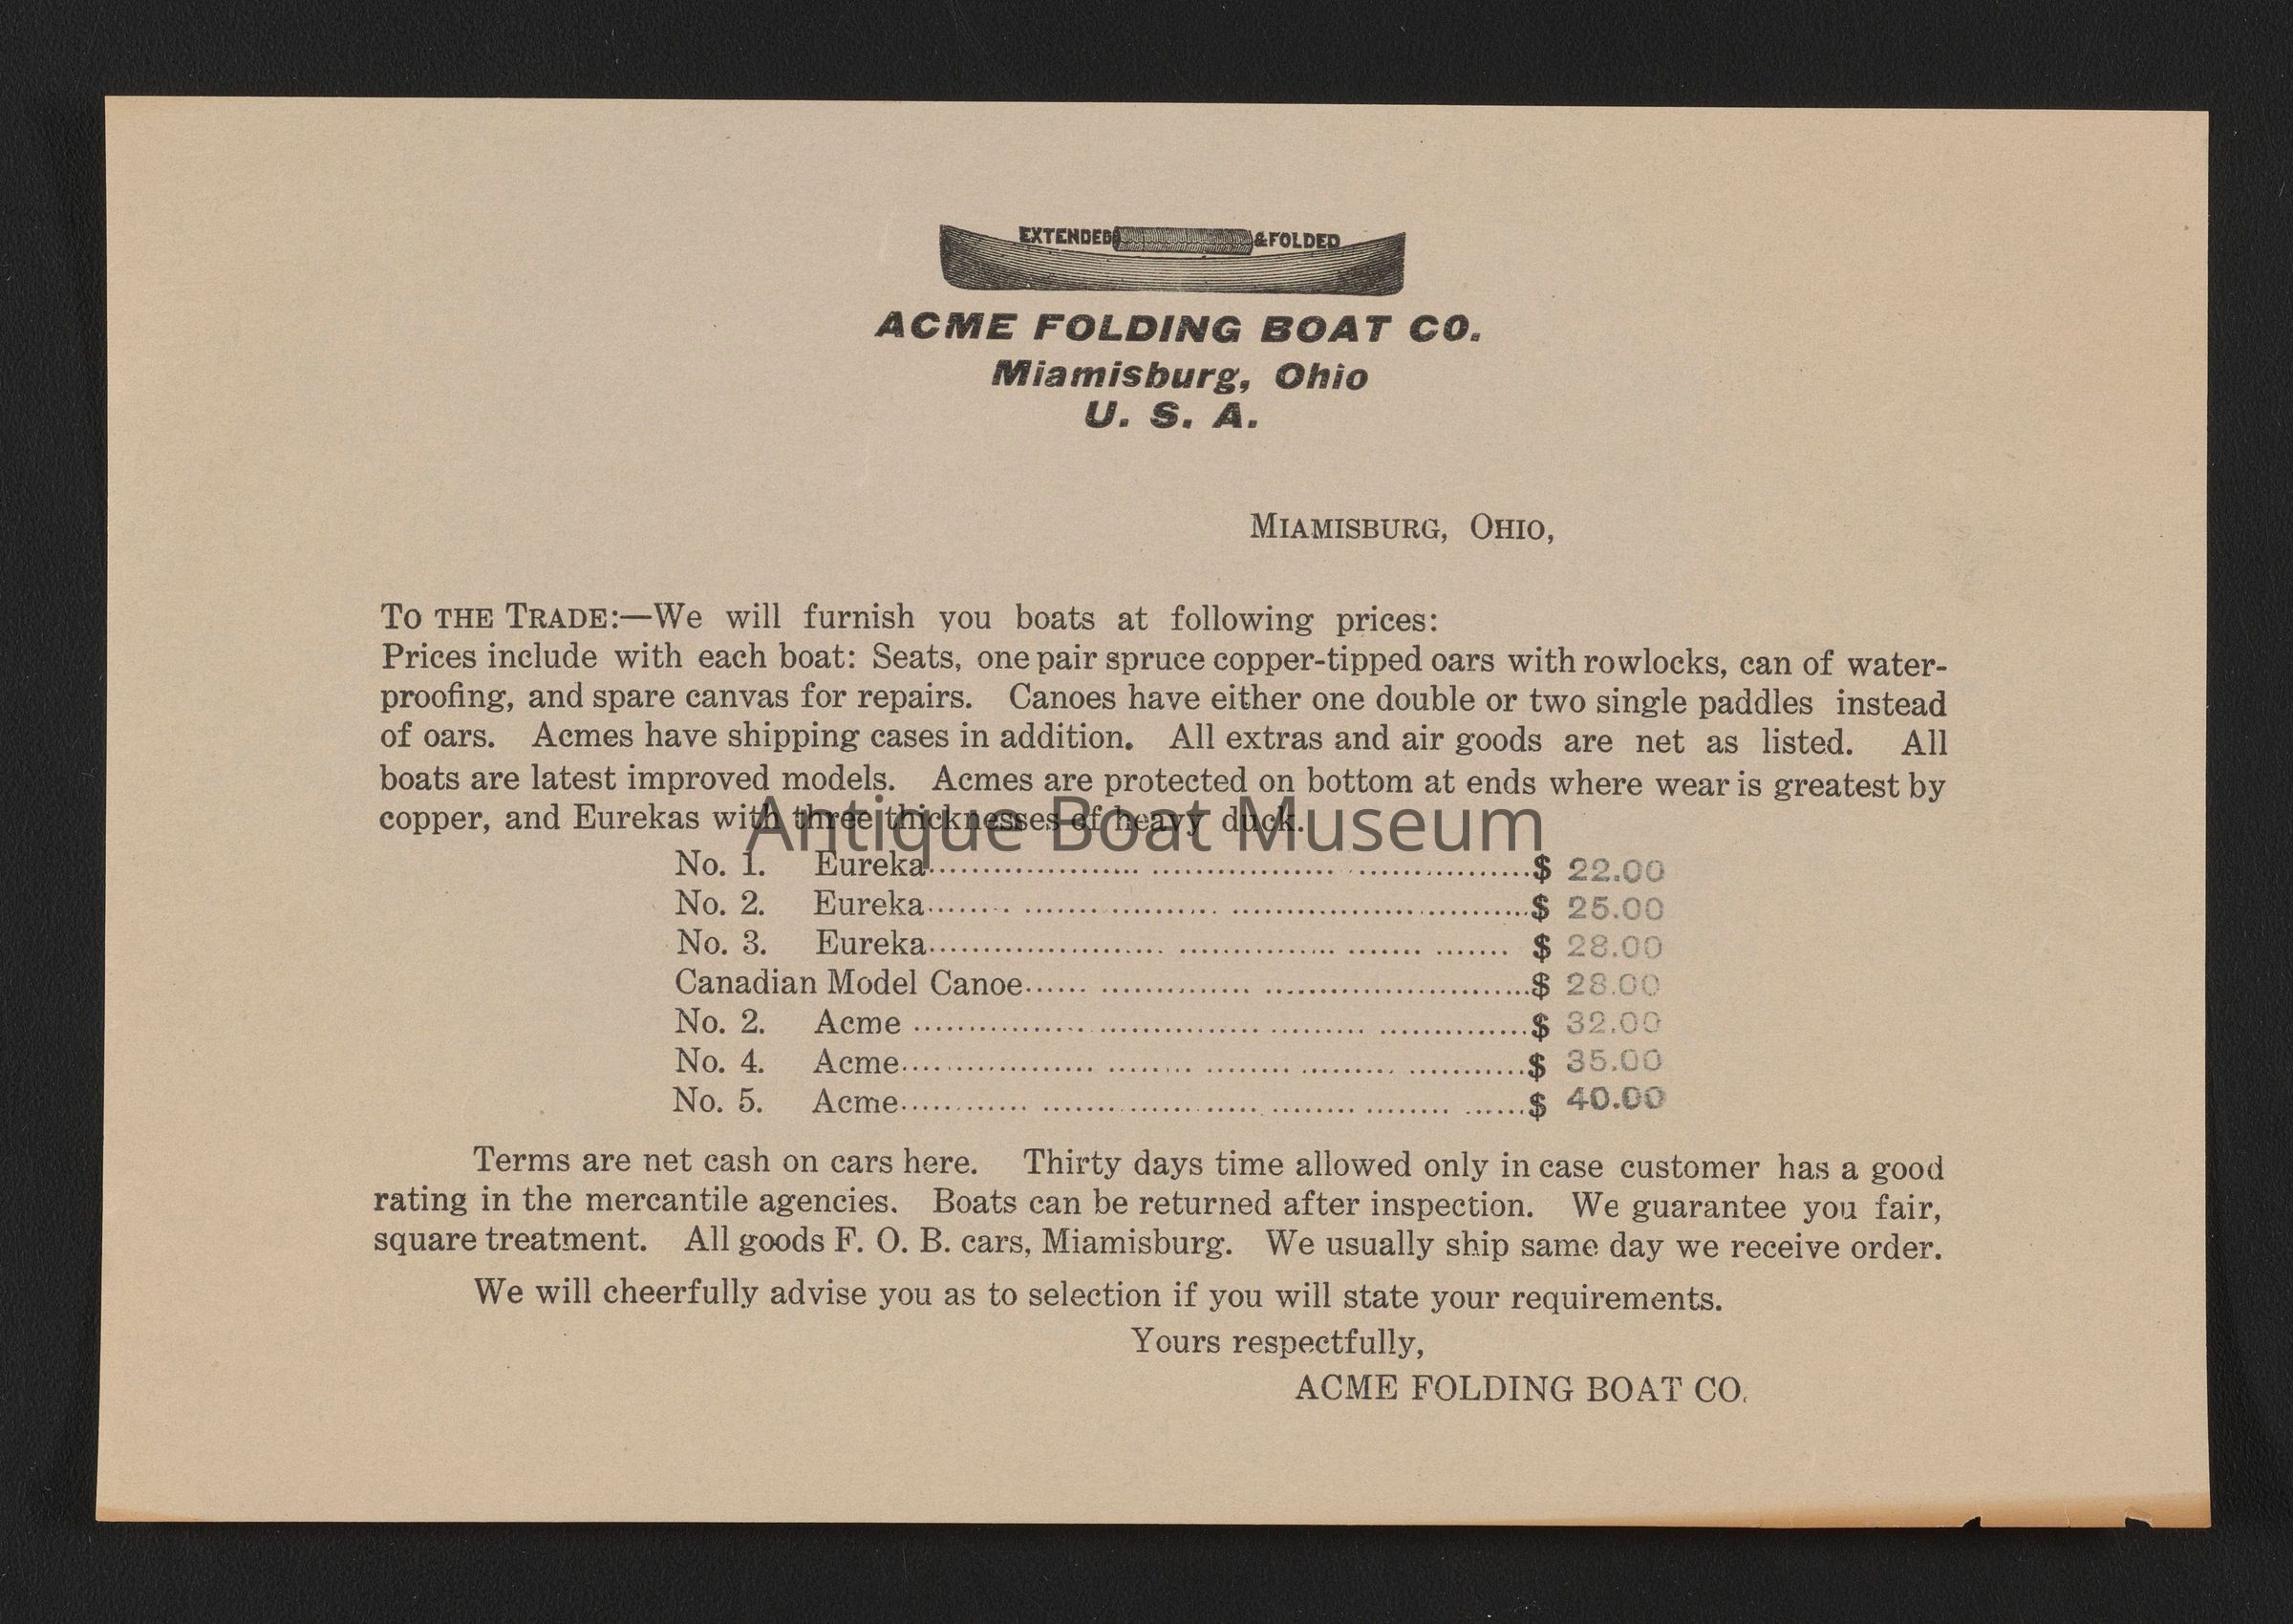 EXTENDED & FOLDED
ACME FOLDING BOAT CO.
Miamisburg, Ohio
U. S. A.
MIAMISBURG, OHIO,
TO THE TRADE:—We will furnish you boats at following prices:
Prices include with each boat: Seats, one pair spruce copper-tipped oars with rowlocks, can of water-
proofing, and spare canvas for repairs. Canoes have either one double or two single paddles instead
of oars. Acmes have shipping cases in addition. All extras and air goods are net as listed. All
boats are latest improved models. Acmes are protected on bottom at ends where wear is greatest by
copper, and Eurekas with three thicknesses of heavy duck.
Antique Boat Museum
No. 1. Eureka $ 22.00
No. 2. Eureka $ 25.00
No. 3. Eureka $ 28.00
Canadian Model Canoe $ 28.00
No. 2. Acme $ 32.00
No. 4. Acme $ 35.00
No. 5. Acme $ 40.00
Terms are net cash on cars here. Thirty days time allowed only in case customer has a good
rating in the mercantile agencies. Boats can be returned after inspection. We guarantee you fair,
square treatment. All goods F. O. B. cars, Miamisburg. We usually ship same day we receive order.
We will cheerfully advise you as to selection if you will state your requirements.
Yours respectfully,
ACME FOLDING BOAT CO.